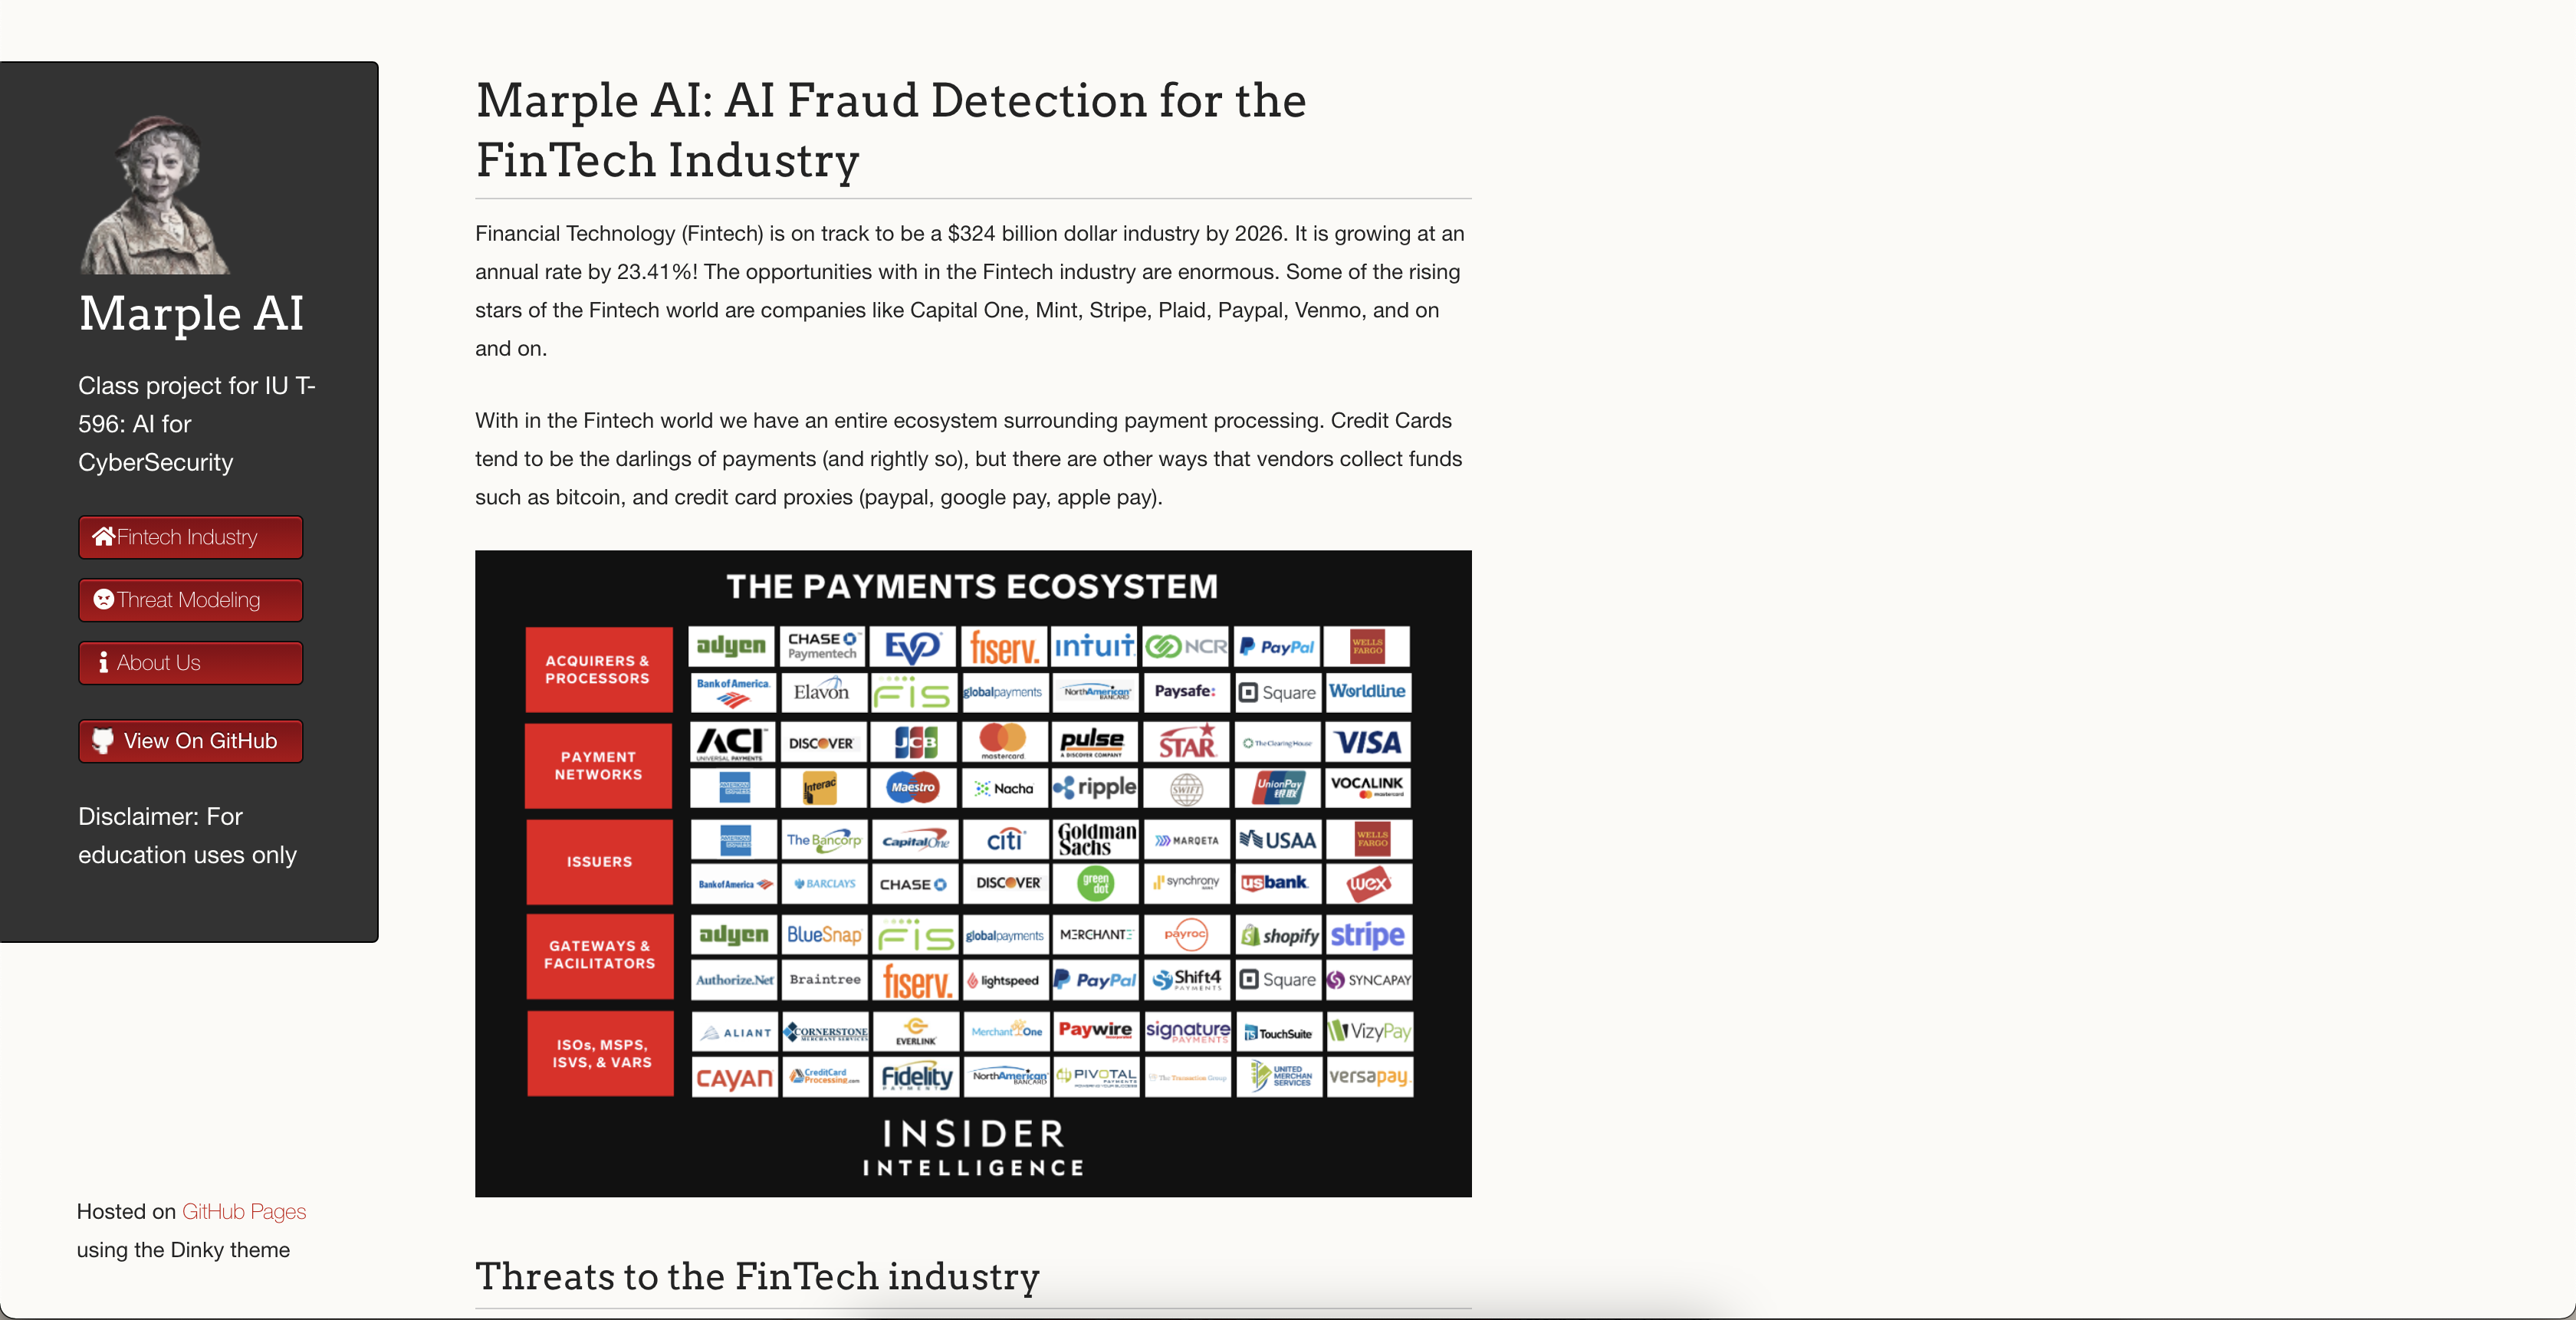 Marple AI
Class project for IU T-
596: AI for
CyberSecurity
Fintech Industry
Threat Modeling
About Us
View On GitHub
Disclaimer: For
education uses only
Hosted on GitHub Pages
using the Dinky theme
Marple AI: AI Fraud Detection for the
FinTech Industry
Financial Technology (Fintech) is on track to be a $324 billion dollar industry by 2026. It is growing at an
annual rate by 23.41%! The opportunities with in the Fintech industry are enormous. Some of the rising
stars of the Fintech world are companies like Capital One, Mint, Stripe, Plaid, Paypal, Venmo, and on
and on.
With in the Fintech world we have an entire ecosystem surrounding payment processing. Credit Cards
tend to be the darlings of payments (and rightly so), but there are other ways that vendors collect funds
such as bitcoin, and credit card proxies (paypal, google pay, apple pay).
THE PAYMENTS ECOSYSTEM
ACQUIRERS &
PROCESSORS
adyen CHASE Paymentech EVO fiserv. intuit NCR PayPal WELLS FARGO
Bank of America Elavon FIS globalpayments North American BANCARD Paysafe: Square Worldline
PAYMENT
NETWORKS
ACI UNIVERSAL PAYMENTS DISCOVER JCB mastercard pulse A DISCOVER COMPANY STAR The Clearing House VISA
Interac Maestro Nacha ripple SWIFT UnionPay 银联 VOCALINK mastercard
ISSUERS
The Bancorp Capital One citi Goldman Sachs MARQETA USAA WELLS FARGO
Bank of America BARCLAYS CHASE DISCOVER green dot synchrony usbank wex
GATEWAYS &
FACILITATORS
adyen BlueSnap FIS globalpayments MERCHANTE payroc shopify stripe
Authorize.Net Braintree fiserv. lightspeed PayPal Shift4 PAYMENTS Square SYNCAPAY
ISOs, MSPS,
ISVS, & VARS
ALIANT CORNERSTONE MERCHANT SERVICES EVERLINK Merchant One Paywire signature PAYMENTS TS TouchSuite VizyPay
CAYAN CreditCard Processing.com Fidelity PAYMENT North American BANCARD PIVOTAL PAYMENTS UNITED MERCHAN SERVICES versapay
INSIDER
INTELLIGENCE
Threats to the FinTech industry